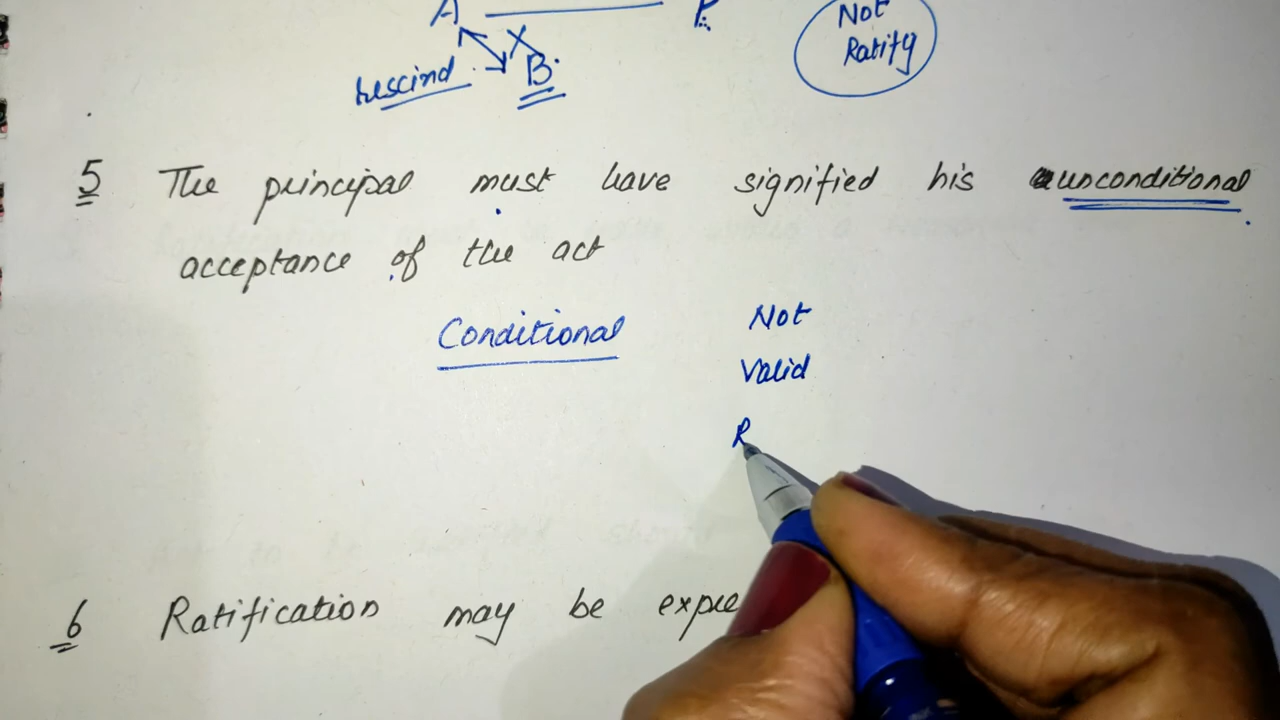 A P
Not
Ratify
rescind B.
5 The principal must have signified his unconditional
acceptance of the act
Conditional Not
Valid
R
6 Ratification may be